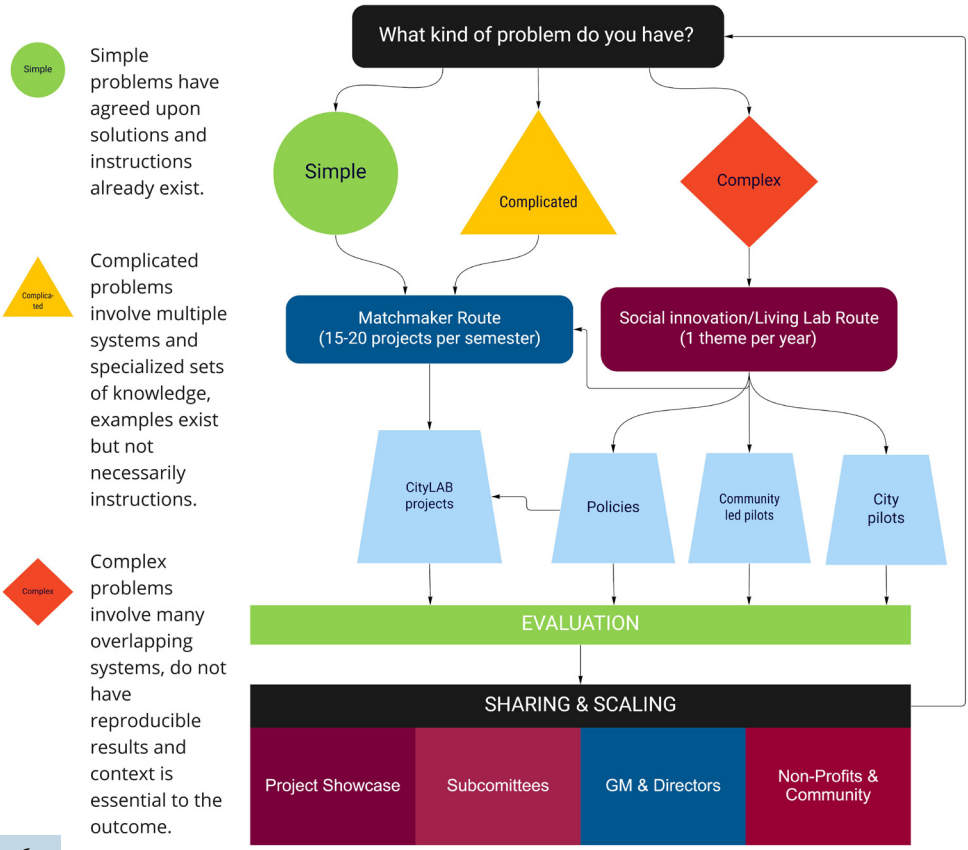 What kind of problem do you have?
Simple
Simple
problems have
agreed upon
solutions and
instructions
already exist.
Simple
Complicated
Complex
Complica-
ted
Complicated
problems
involve multiple
systems and
specialized sets
of knowledge,
examples exist
but not
necessarily
instructions.
Matchmaker Route
(15-20 projects per semester)
Social innovation/Living Lab Route
(1 theme per year)
CityLAB
projects
Policies
Community
led pilots
City
pilots
Complex
Complex
problems
involve many
overlapping
systems, do not
have
reproducible
results and
context is
essential to the
outcome.
EVALUATION
SHARING & SCALING
Project Showcase
Subcomittees
GM & Directors
Non-Profits &
Community